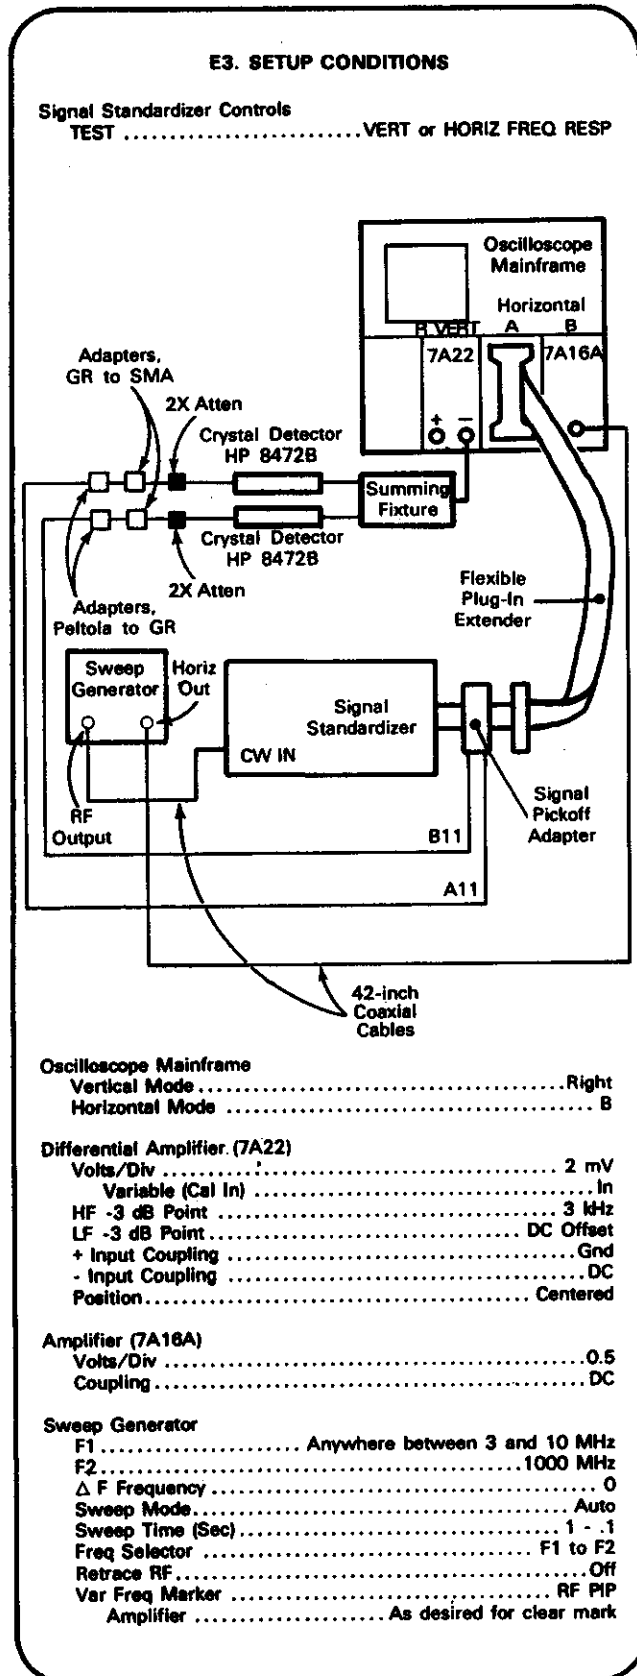 E3. SETUP CONDITIONS
Signal Standardizer Controls
TEST ........................ VERT or HORIZ FREQ RESP
Oscilloscope
Mainframe
Horizontal
R VERT A B
7A22 7A16A
+ −
Adapters,
GR to SMA
2X Atten
Crystal Detector
HP 8472B
Summing
Fixture
Crystal Detector
HP 8472B
2X Atten
Adapters,
Peltola to GR
Flexible
Plug-In
Extender
Sweep
Generator
Horiz
Out
Signal
Standardizer
CW IN
RF
Output
Signal
Pickoff
Adapter
B11
A11
42-inch
Coaxial
Cables
Oscilloscope Mainframe
Vertical Mode ........................ Right
Horizontal Mode ........................ B
Differential Amplifier (7A22)
Volts/Div ........................ 2 mV
Variable (Cal In) ........................ In
HF -3 dB Point ........................ 3 kHz
LF -3 dB Point ........................ DC Offset
+ Input Coupling ........................ Gnd
- Input Coupling ........................ DC
Position ........................ Centered
Amplifier (7A16A)
Volts/Div ........................ 0.5
Coupling ........................ DC
Sweep Generator
F1 ........................ Anywhere between 3 and 10 MHz
F2 ........................ 1000 MHz
Δ F Frequency ........................ 0
Sweep Mode ........................ Auto
Sweep Time (Sec) ........................ 1 - .1
Freq Selector ........................ F1 to F2
Retrace RF ........................ Off
Var Freq Marker ........................ RF PIP
Amplifier ........................ As desired for clear mark